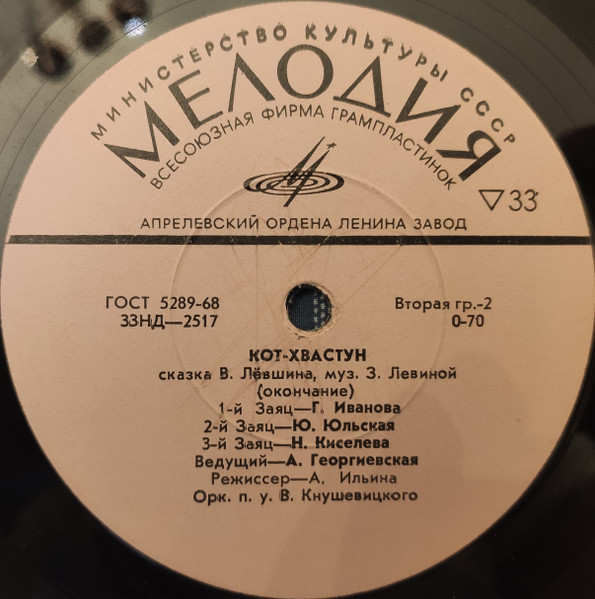 МИНИСТЕРСТВО КУЛЬТУРЫ СССР
МЕЛОДИЯ
ВСЕСОЮЗНАЯ ФИРМА ГРАМПЛАСТИНОК
▽33
АПРЕЛЕВСКИЙ ОРДЕНА ЛЕНИНА ЗАВОД
ГОСТ 5289-68
33НД—2517
Вторая гр.-2
0-70
КОТ-ХВАСТУН
сказка В. Лёвшина, муз. З. Левиной
(окончание)
1-й Заяц—Г. Иванова
2-й Заяц—Ю. Юльская
3-й Заяц—Н. Киселева
Ведущий—А. Георгиевская
Режиссер—А. Ильина
Орк. п. у. В. Кнушевицкого